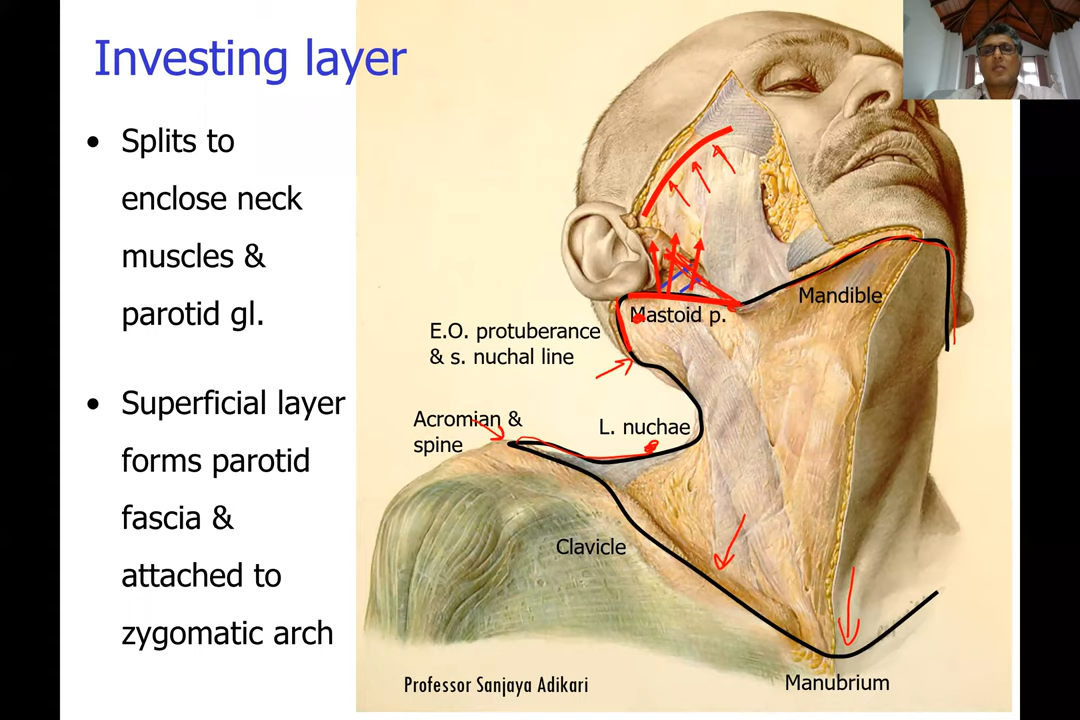 Investing layer
• Splits to
enclose neck
muscles &
parotid gl.
• Superficial layer
forms parotid
fascia &
attached to
zygomatic arch
Mandible
Mastoid p.
E.O. protuberance
& s. nuchal line
Acromian &
spine
L. nuchae
Clavicle
Manubrium
Professor Sanjaya Adikari